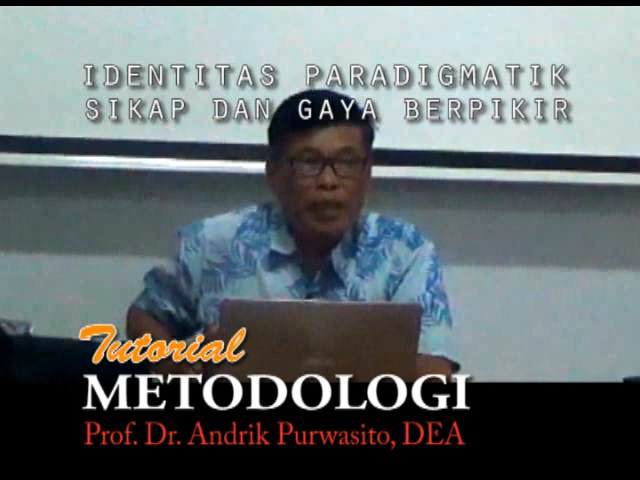 IDENTITAS PARADIGMATIK
SIKAP DAN GAYA BERPIKIR
Tutorial
METODOLOGI
Prof. Dr. Andrik Purwasito, DEA